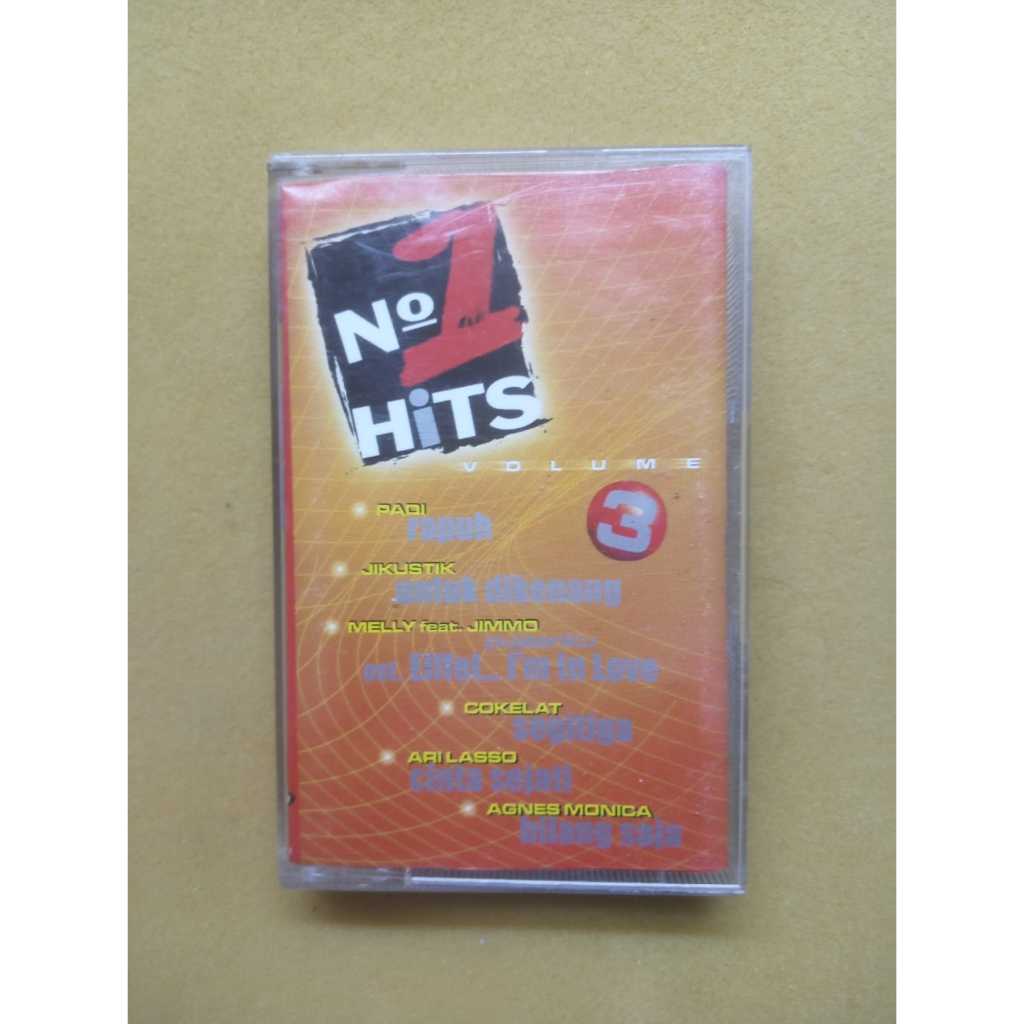 Nº 1
HiTS
VOLUME
3
PADI
rapuh
JIKUSTIK
untuk dikenang
MELLY feat. JIMMO
ost. Eiffel... I'm in Love
COKELAT
segitiga
ARI LASSO
cinta sejati
AGNES MONICA
bilang saja